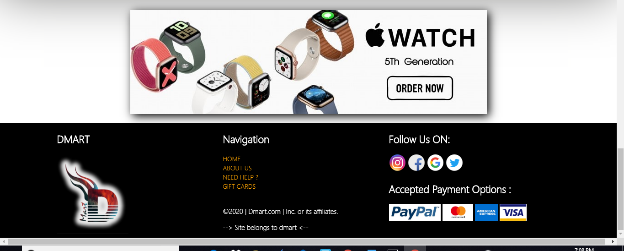 WATCH
5Th Generation
ORDER NOW
DMART
Navigation
HOME
ABOUT US
NEED HELP ?
GIFT CARDS
©2020 | Dmart.com | Inc. or its affiliates.
--> Site belongs to dmart <--
Follow Us ON:
Accepted Payment Options :
PayPal
VISA